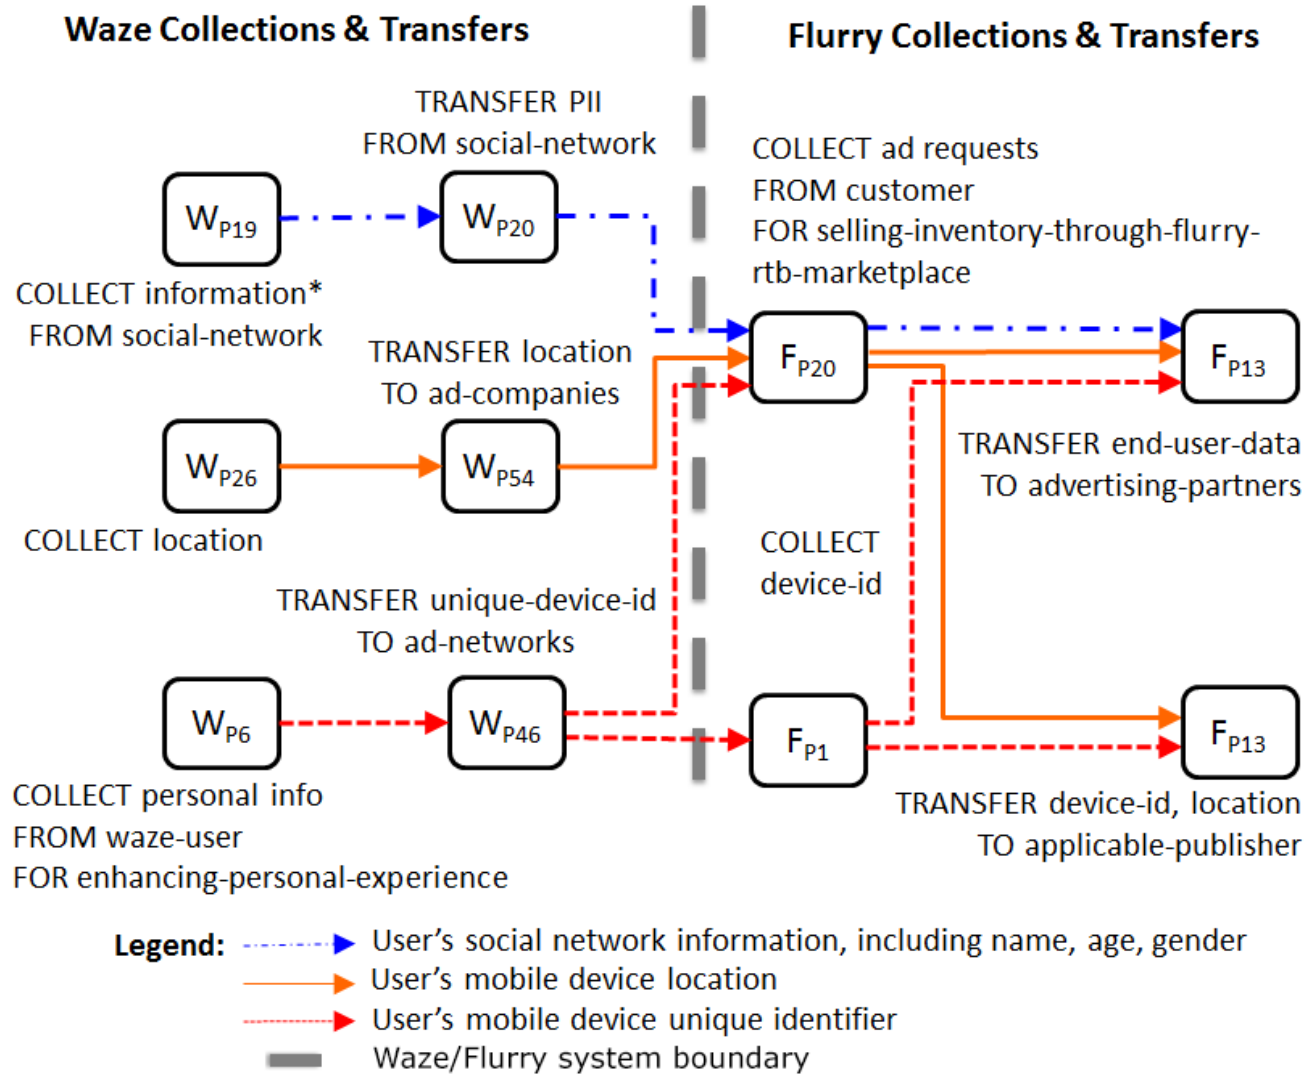 Waze Collections & Transfers
Flurry Collections & Transfers
TRANSFER PII
FROM social-network
COLLECT ad requests
FROM customer
FOR selling-inventory-through-flurry-
rtb-marketplace
WP19
WP20
COLLECT information*
FROM social-network
TRANSFER location
TO ad-companies
FP20
FP13
WP26
WP54
TRANSFER end-user-data
TO advertising-partners
COLLECT location
COLLECT
device-id
TRANSFER unique-device-id
TO ad-networks
WP6
WP46
FP1
FP13
COLLECT personal info
FROM waze-user
FOR enhancing-personal-experience
TRANSFER device-id, location
TO applicable-publisher
Legend:
User's social network information, including name, age, gender
User's mobile device location
User's mobile device unique identifier
Waze/Flurry system boundary